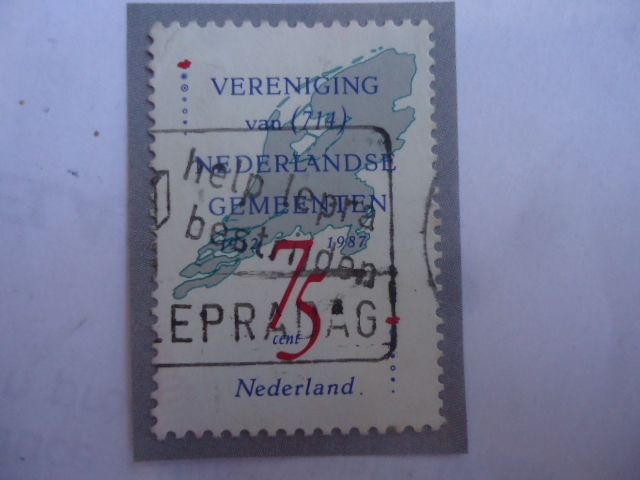 VERENIGING
van (714)
NEDERLANDSE
GEMEENTEN
1912 1987
75
cent
Nederland
help lepra
bestrijden
LEPRADAG